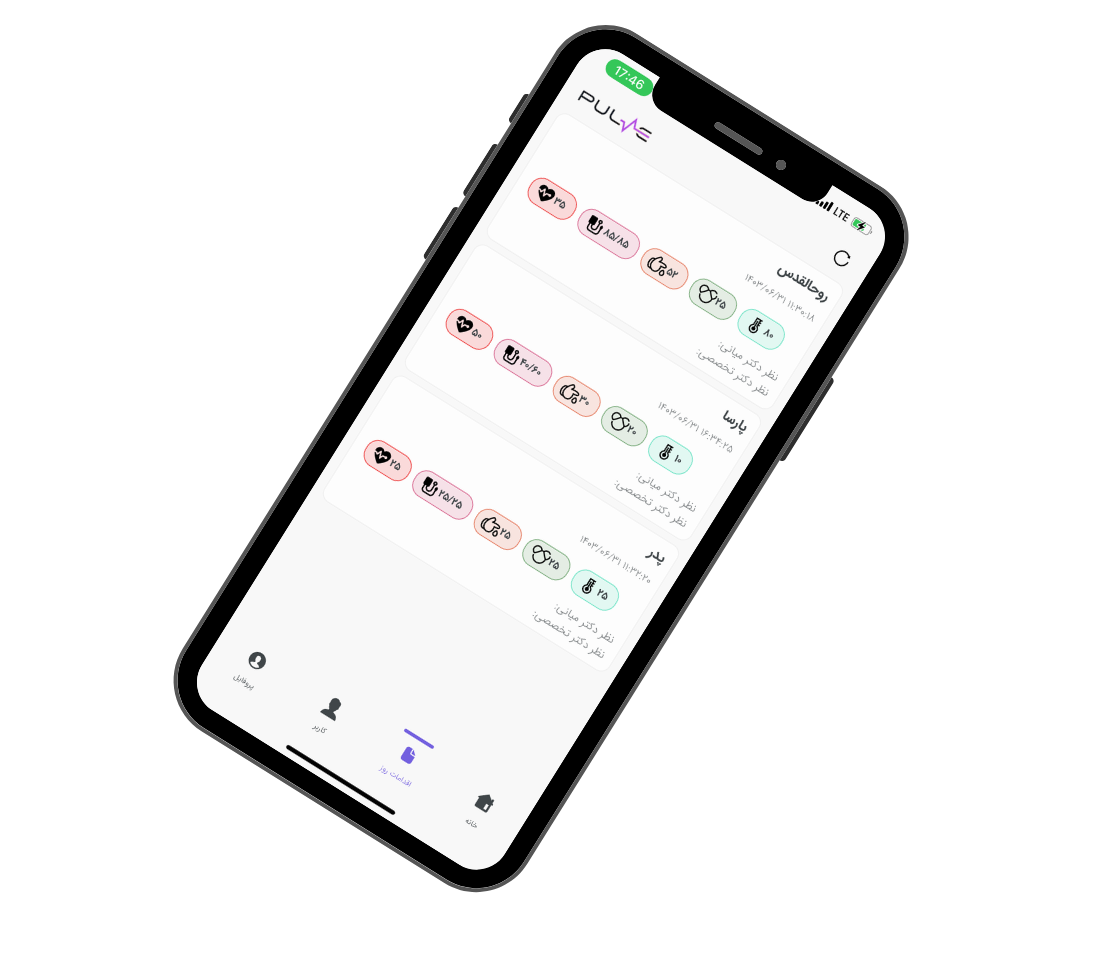 17:46
LTE
PULSE
روح‌القدس
۱۴۰۳/۰۶/۳۱ ۱۱:۳۰:۱۸
۸۰
۲۵
۵۲
۸۵/۸۵
۳۵
نظر دکتر میانی:
نظر دکتر تخصصی:
پارسا
۱۴۰۳/۰۶/۳۱ ۱۶:۳۴:۲۵
۱۰
۲۰
۳۰
۴۰/۶۰
۵۰
نظر دکتر میانی:
نظر دکتر تخصصی:
پدر
۱۴۰۳/۰۶/۳۱ ۱۱:۳۲:۲۰
۲۵
۲۵
۲۵
۲۵/۲۵
۲۵
نظر دکتر میانی:
نظر دکتر تخصصی:
خانه
اقدامات روز
کاربر
پروفایل